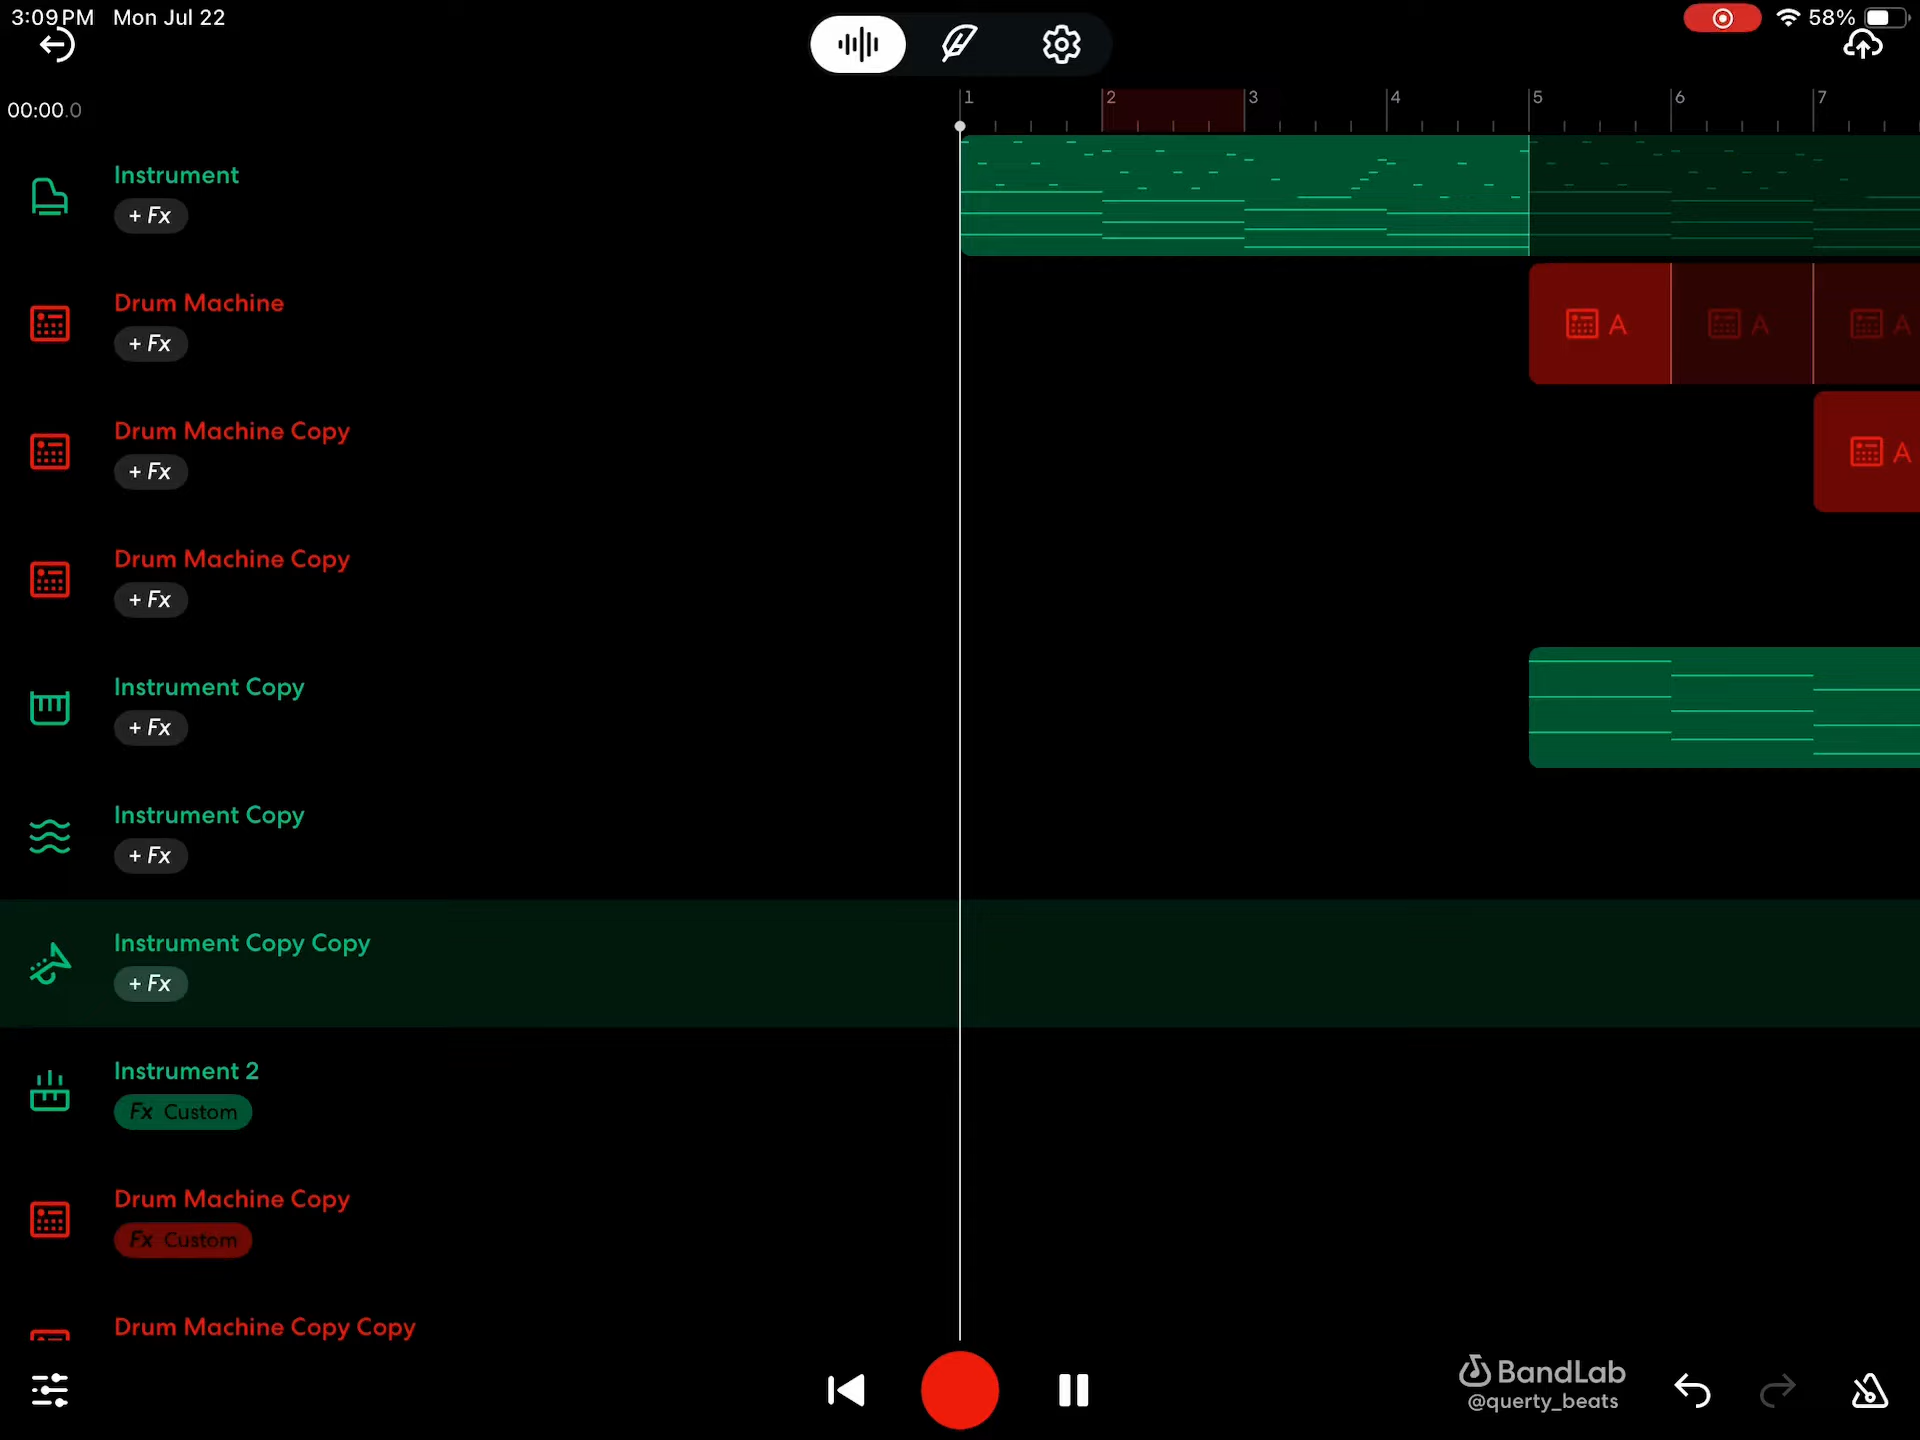 3:09 PM Mon Jul 22
58%
00:00.0
1 2 3 4 5 6 7
Instrument
+ Fx
Drum Machine
+ Fx
A A A
Drum Machine Copy
+ Fx
A
Drum Machine Copy
+ Fx
Instrument Copy
+ Fx
Instrument Copy
+ Fx
Instrument Copy Copy
+ Fx
Instrument 2
Fx Custom
Drum Machine Copy
Fx Custom
Drum Machine Copy Copy
BandLab
@querty_beats